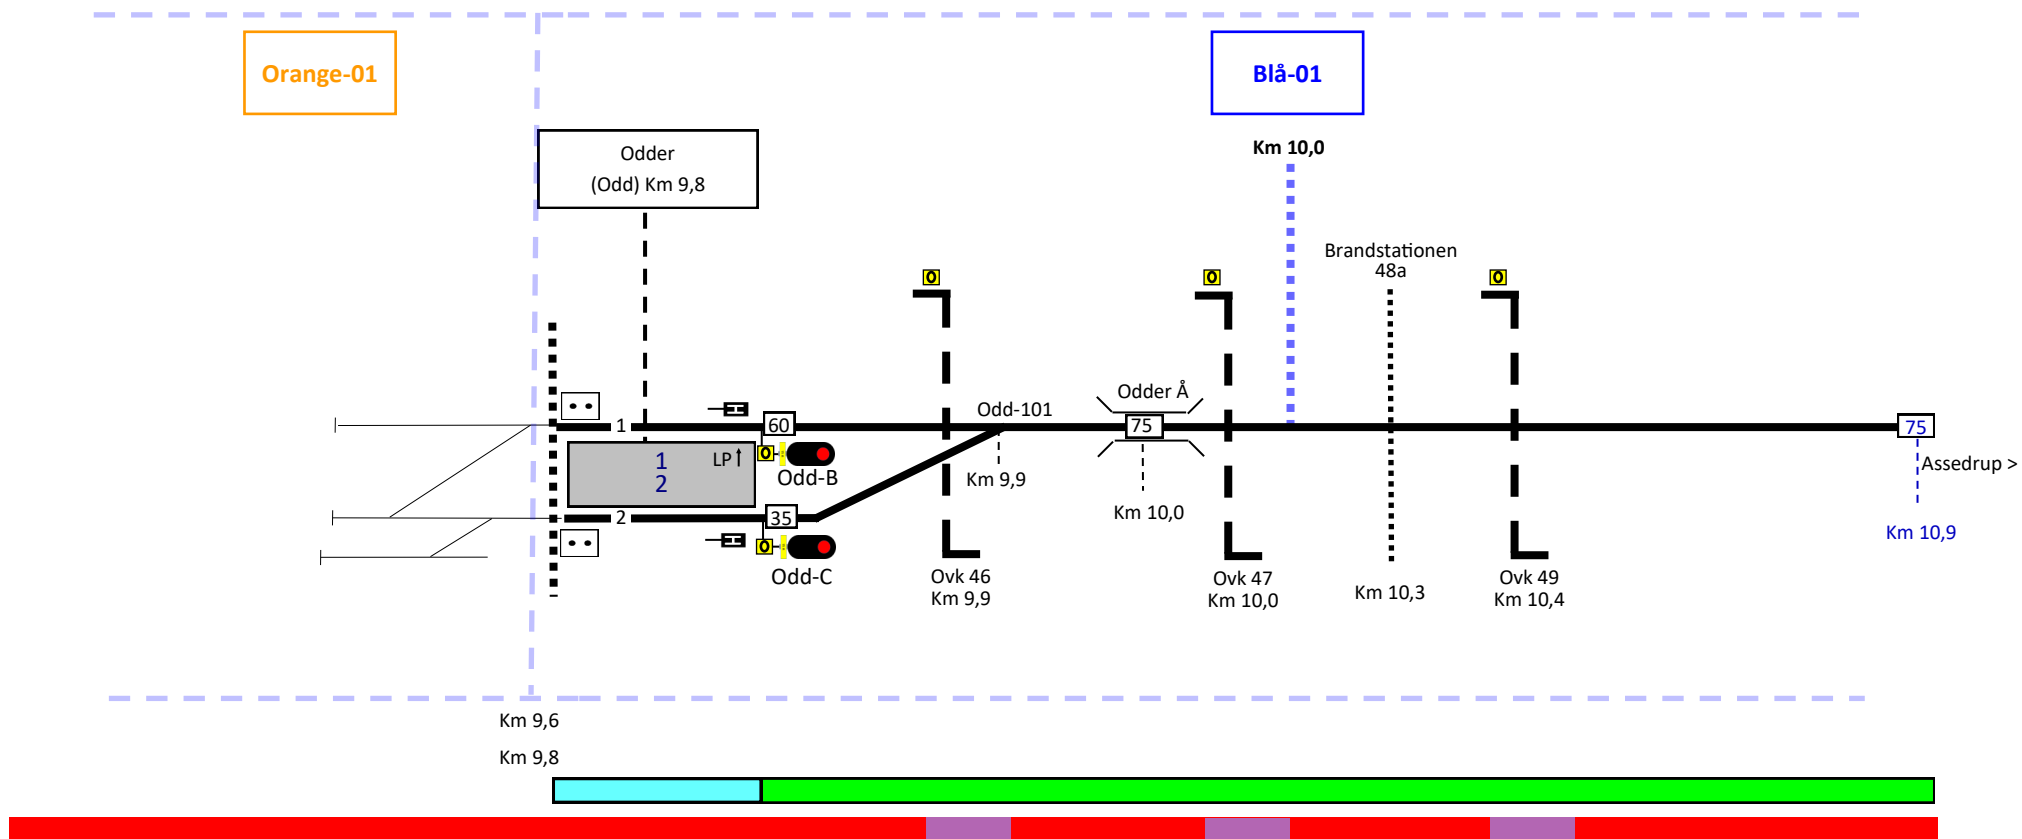 Orange-01
Blå-01
Odder
(Odd) Km 9,8
Km 10,0
Brandstationen
48a
O
O
O
Odder Å
Odd-101
1
60
75
75
1
2
LP
O
Odd-B
Assedrup >
Km 9,9
2
35
Km 10,0
Km 10,9
O
Odd-C
Ovk 46
Km 9,9
Ovk 47
Km 10,0
Km 10,3
Ovk 49
Km 10,4
Km 9,6
Km 9,8